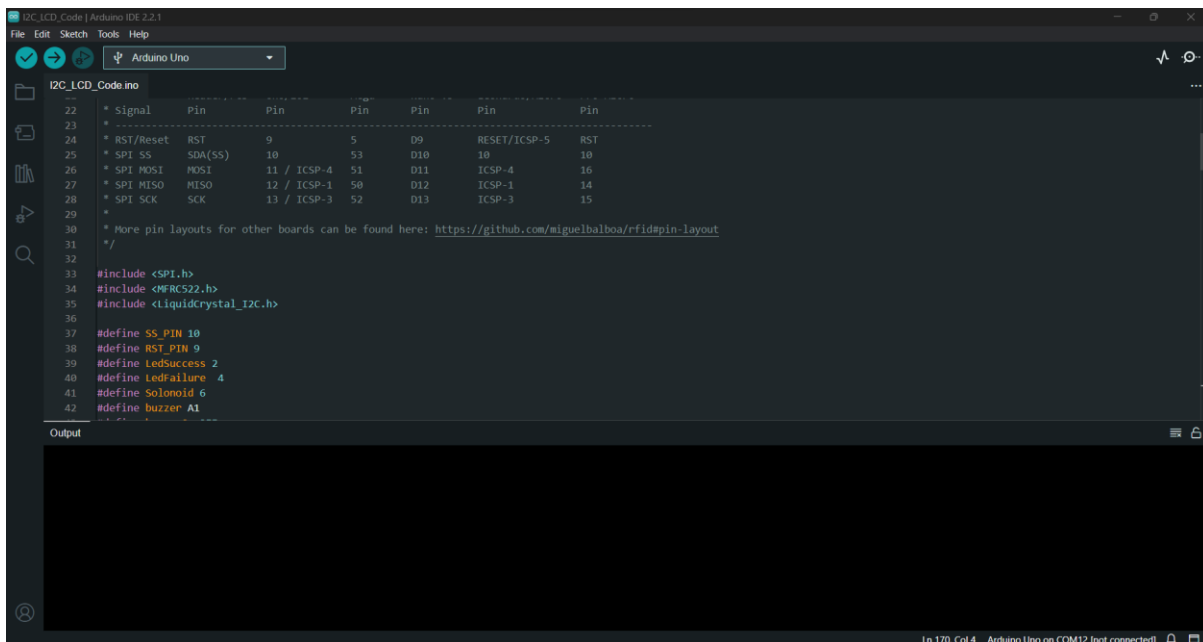 I2C_LCD_Code | Arduino IDE 2.2.1
File Edit Sketch Tools Help
Arduino Uno
I2C_LCD_Code.ino
22 * Signal Pin Pin Pin Pin Pin Pin
23 * -----------------------------------------------------------------------------------------
24 * RST/Reset RST 9 5 D9 RESET/ICSP-5 RST
25 * SPI SS SDA(SS) 10 53 D10 10 10
26 * SPI MOSI MOSI 11 / ICSP-4 51 D11 ICSP-4 16
27 * SPI MISO MISO 12 / ICSP-1 50 D12 ICSP-1 14
28 * SPI SCK SCK 13 / ICSP-3 52 D13 ICSP-3 15
29 *
30 * More pin layouts for other boards can be found here: https://github.com/miguelbalboa/rfid#pin-layout
31 */
32
33 #include <SPI.h>
34 #include <MFRC522.h>
35 #include <LiquidCrystal_I2C.h>
36
37 #define SS_PIN 10
38 #define RST_PIN 9
39 #define LedSuccess 2
40 #define LedFailure 4
41 #define Solonoid 6
42 #define buzzer A1
Output
Ln 170, Col 4 Arduino Uno on COM12 [not connected]